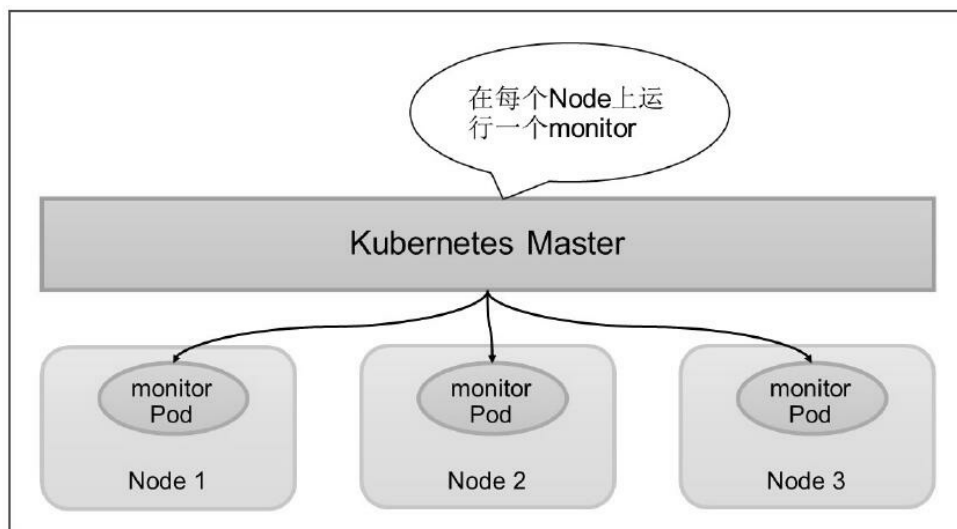 在每个Node上运
行一个monitor
Kubernetes Master
monitor
Pod
monitor
Pod
monitor
Pod
Node 1
Node 2
Node 3